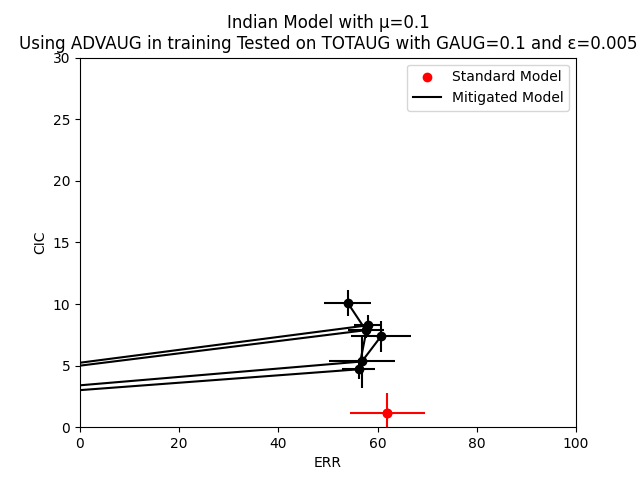 Indian Model with μ=0.1
Using ADVAUG in training Tested on TOTAUG with GAUG=0.1 and ε=0.005
Standard Model
Mitigated Model
30
25
20
15
10
5
0
CIC
0 20 40 60 80 100
ERR